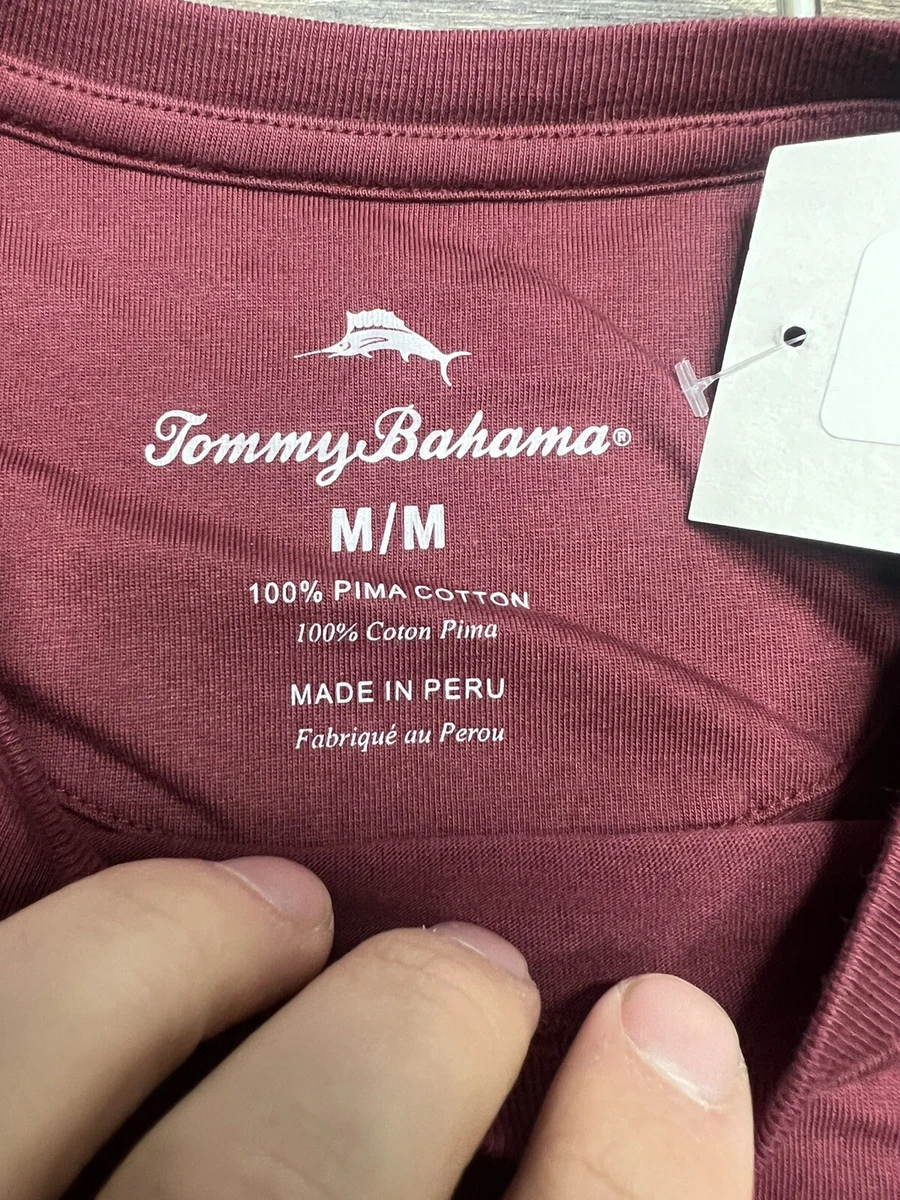 Tommy Bahama®
M/M
100% PIMA COTTON
100% Coton Pima
MADE IN PERU
Fabriqué au Perou